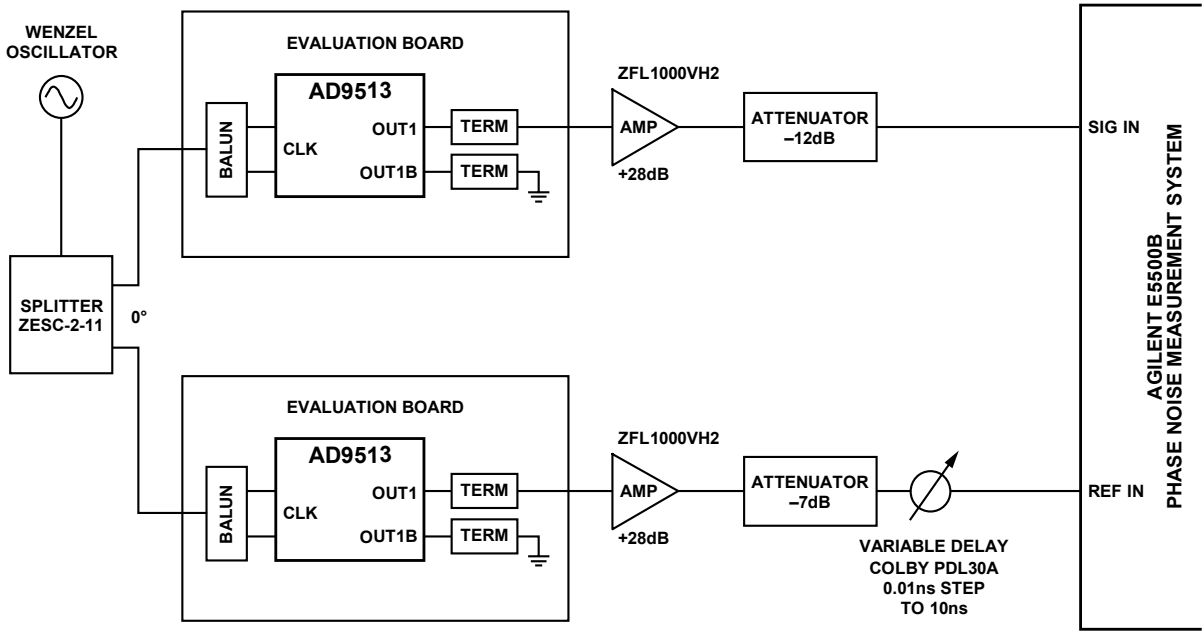 WENZEL
OSCILLATOR
SPLITTER
ZESC-2-11
0°
EVALUATION BOARD
BALUN
AD9513
CLK
OUT1
OUT1B
TERM
TERM
ZFL1000VH2
AMP
+28dB
ATTENUATOR
–12dB
SIG IN
EVALUATION BOARD
BALUN
AD9513
CLK
OUT1
OUT1B
TERM
TERM
ZFL1000VH2
AMP
+28dB
ATTENUATOR
–7dB
VARIABLE DELAY
COLBY PDL30A
0.01ns STEP
TO 10ns
REF IN
AGILENT E5500B
PHASE NOISE MEASUREMENT SYSTEM